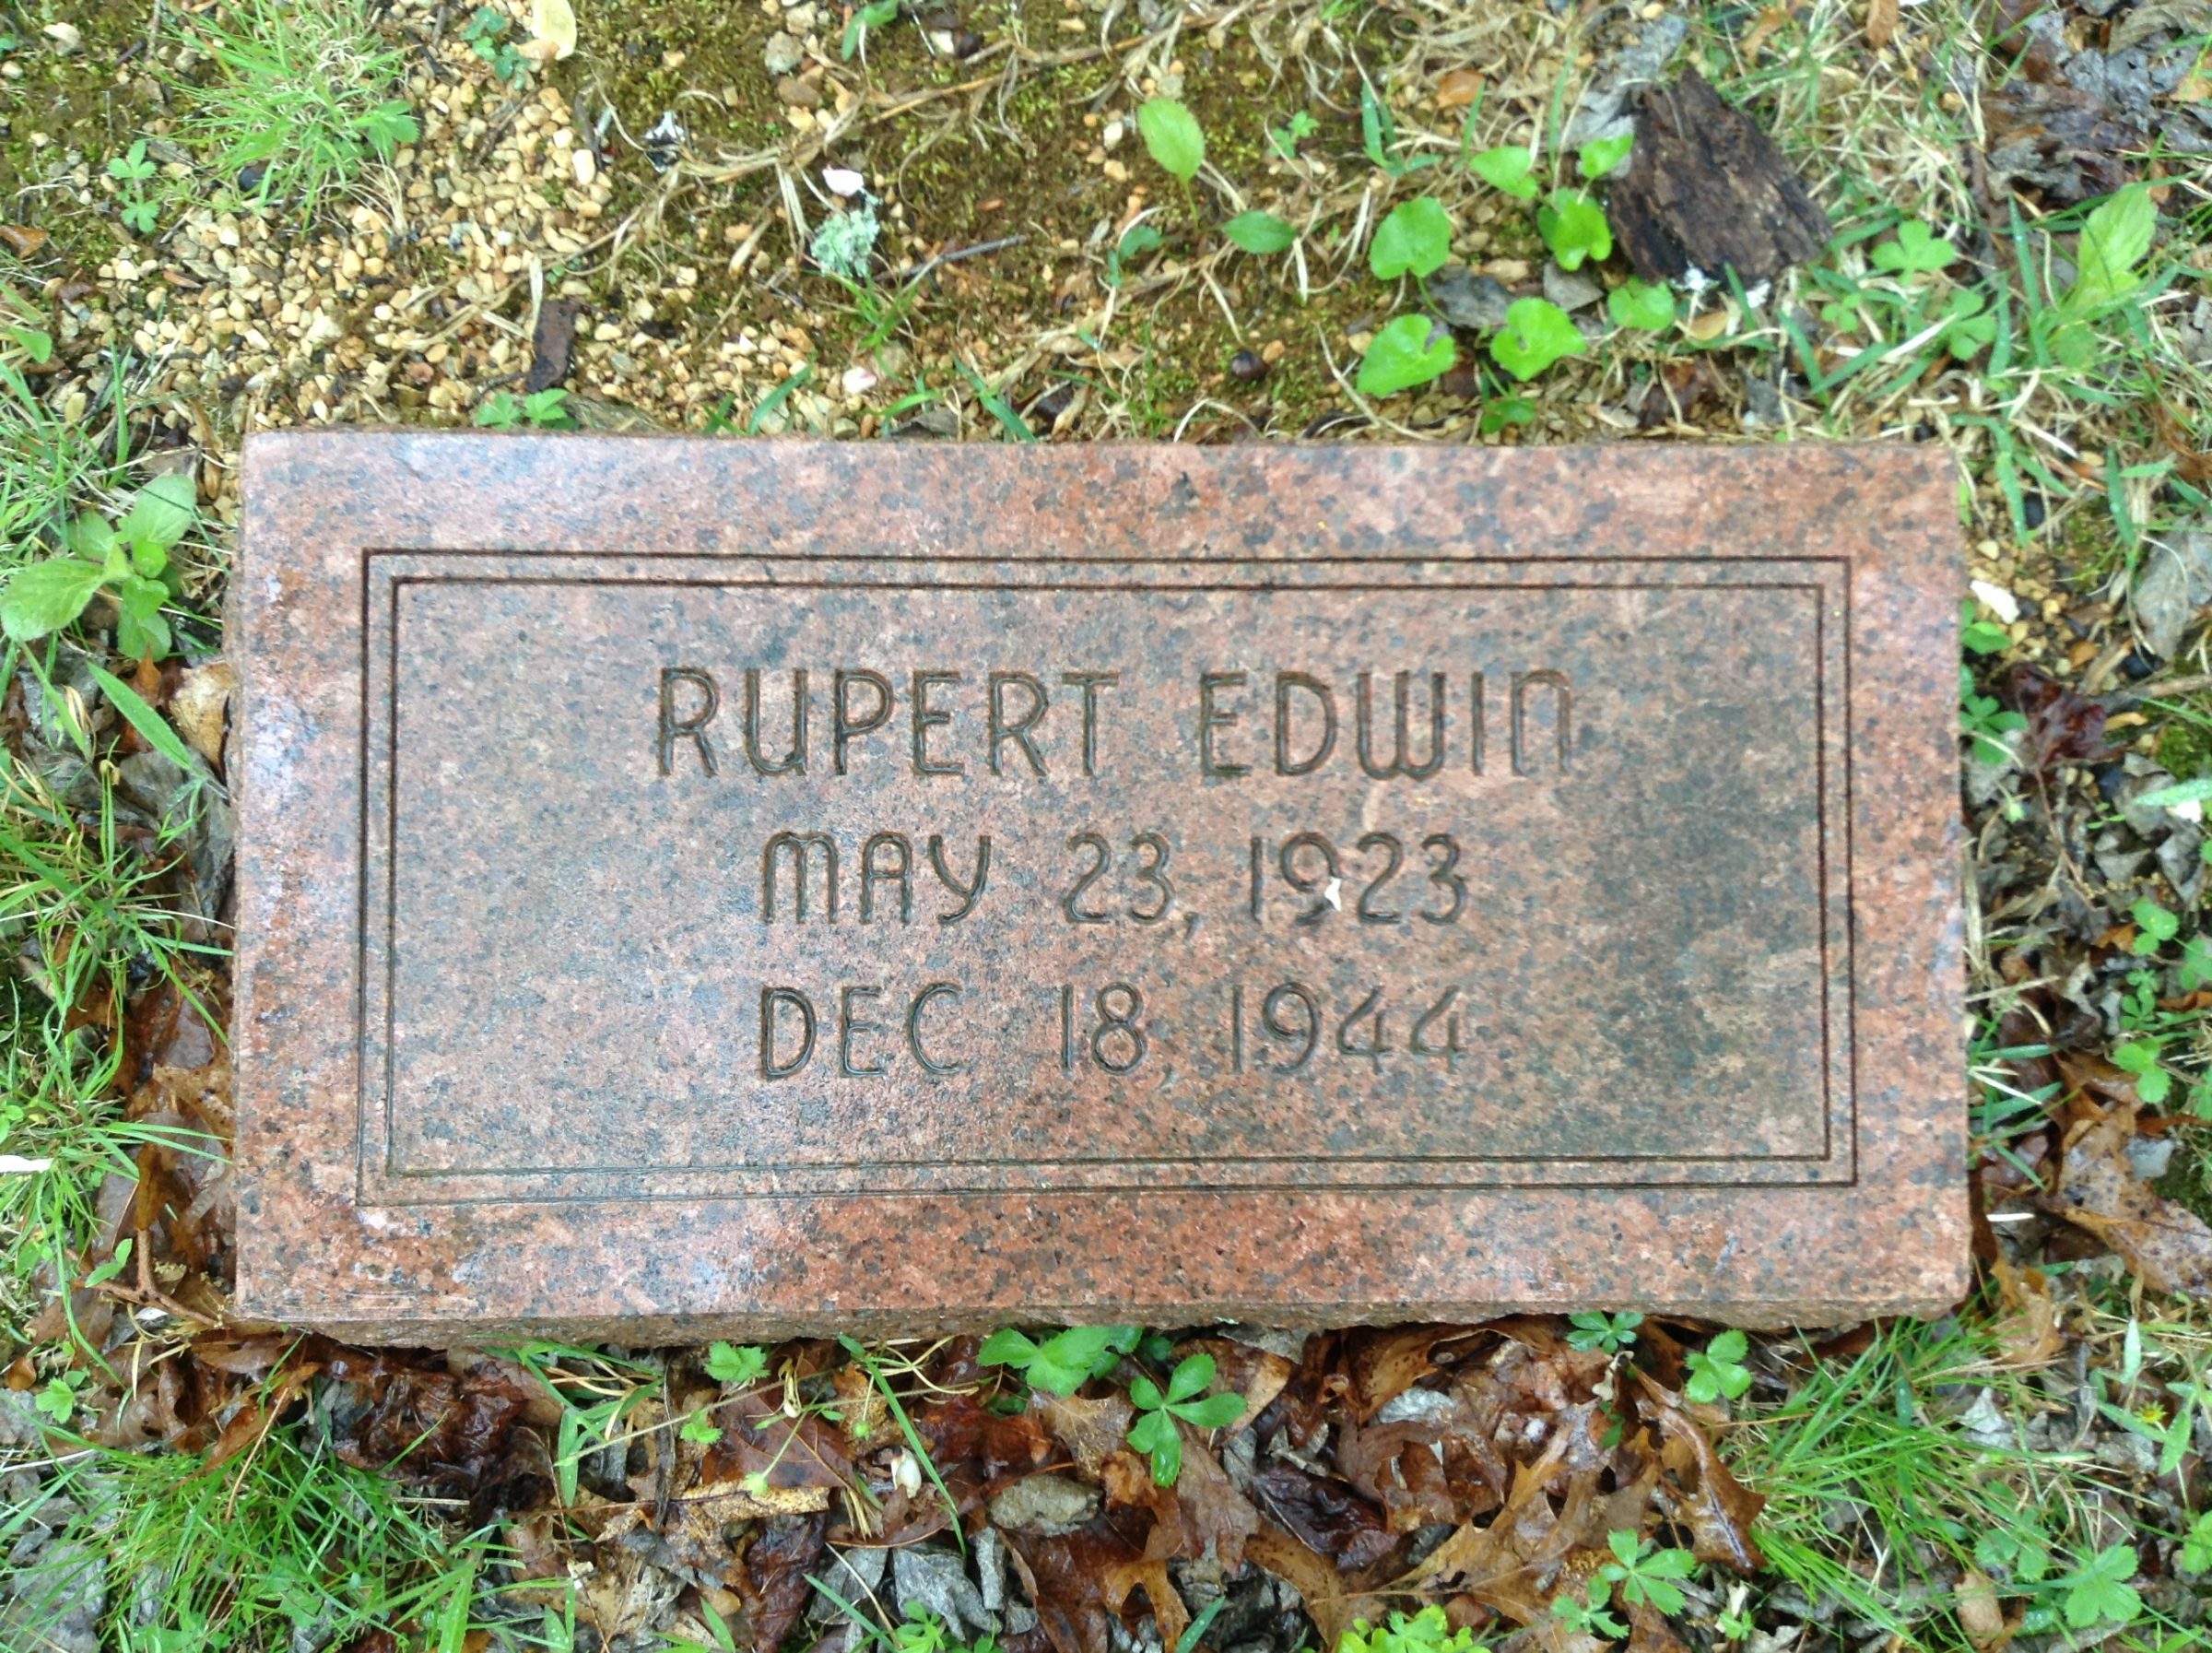 RUPERT EDWIN
MAY 23, 1923
DEC 18, 1944